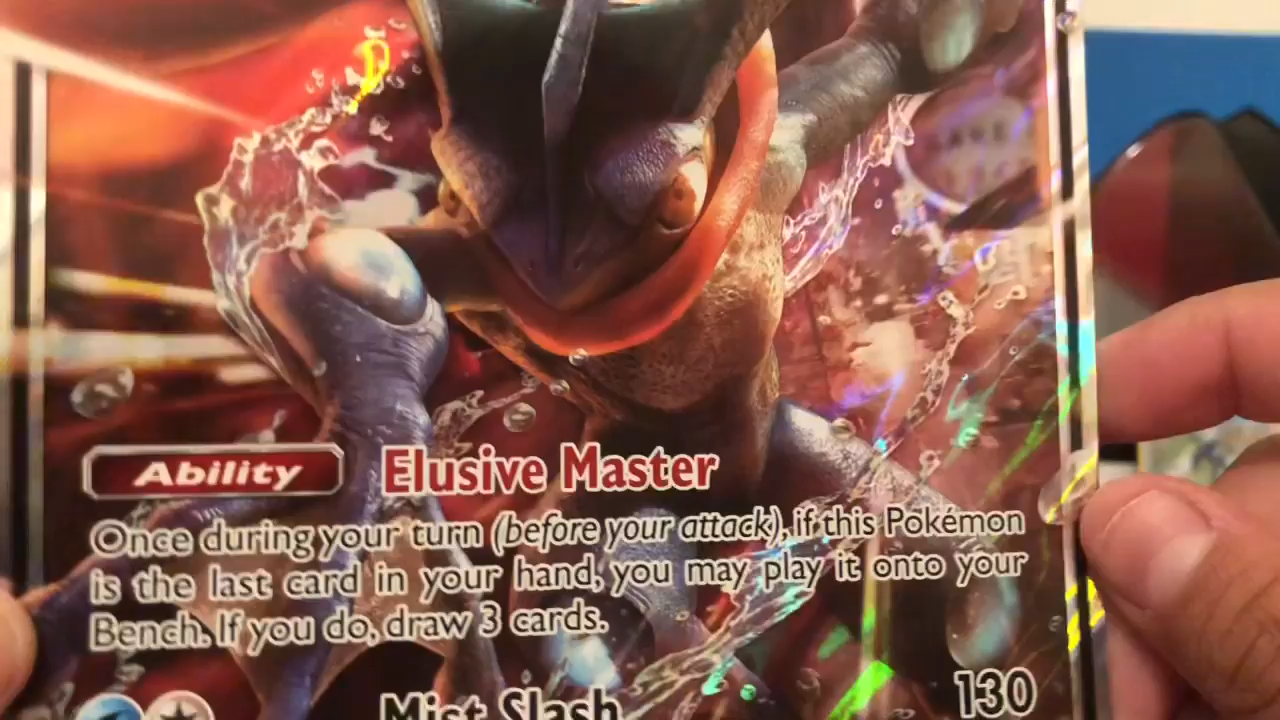 Ability Elusive Master
Once during your turn (before your attack), if this Pokémon
is the last card in your hand, you may play it onto your
Bench. If you do, draw 3 cards.
Mist Slash 130